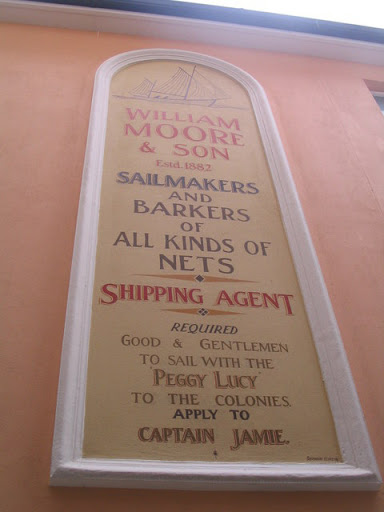 WILLIAM
MOORE
& SON
Estd. 1882
SAILMAKERS
AND
BARKERS
OF
ALL KINDS OF
NETS
SHIPPING AGENT
REQUIRED
GOOD & GENTLEMEN
TO SAIL WITH THE
'PEGGY LUCY'
TO THE COLONIES.
APPLY TO
CAPTAIN JAMIE.